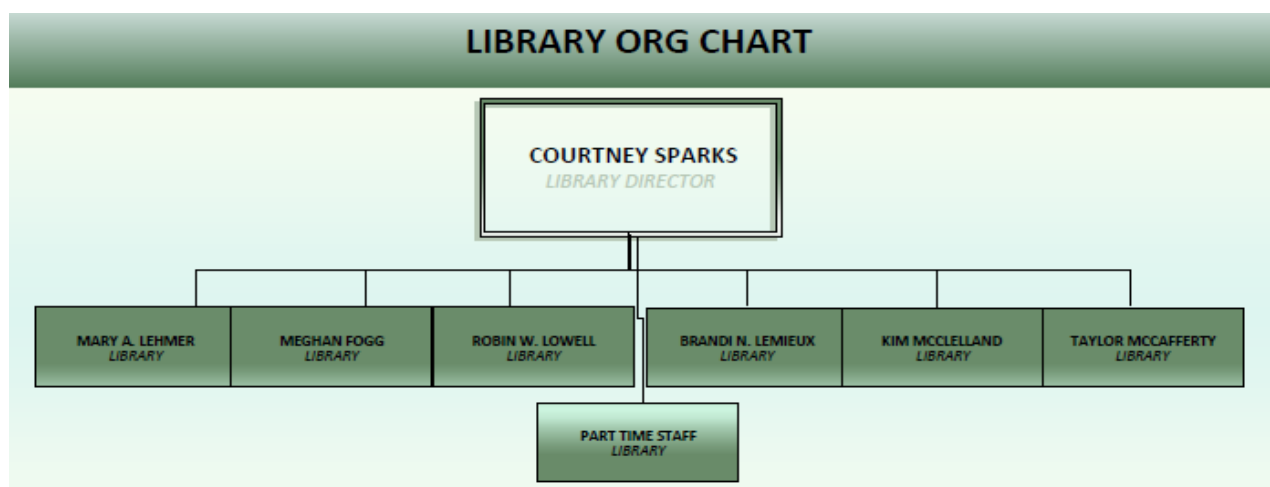 LIBRARY ORG CHART
COURTNEY SPARKS
LIBRARY DIRECTOR
MARY A. LEHMER
LIBRARY
MEGHAN FOGG
LIBRARY
ROBIN W. LOWELL
LIBRARY
BRANDI N. LEMIEUX
LIBRARY
KIM MCCLELLAND
LIBRARY
TAYLOR MCCAFFERTY
LIBRARY
PART TIME STAFF
LIBRARY